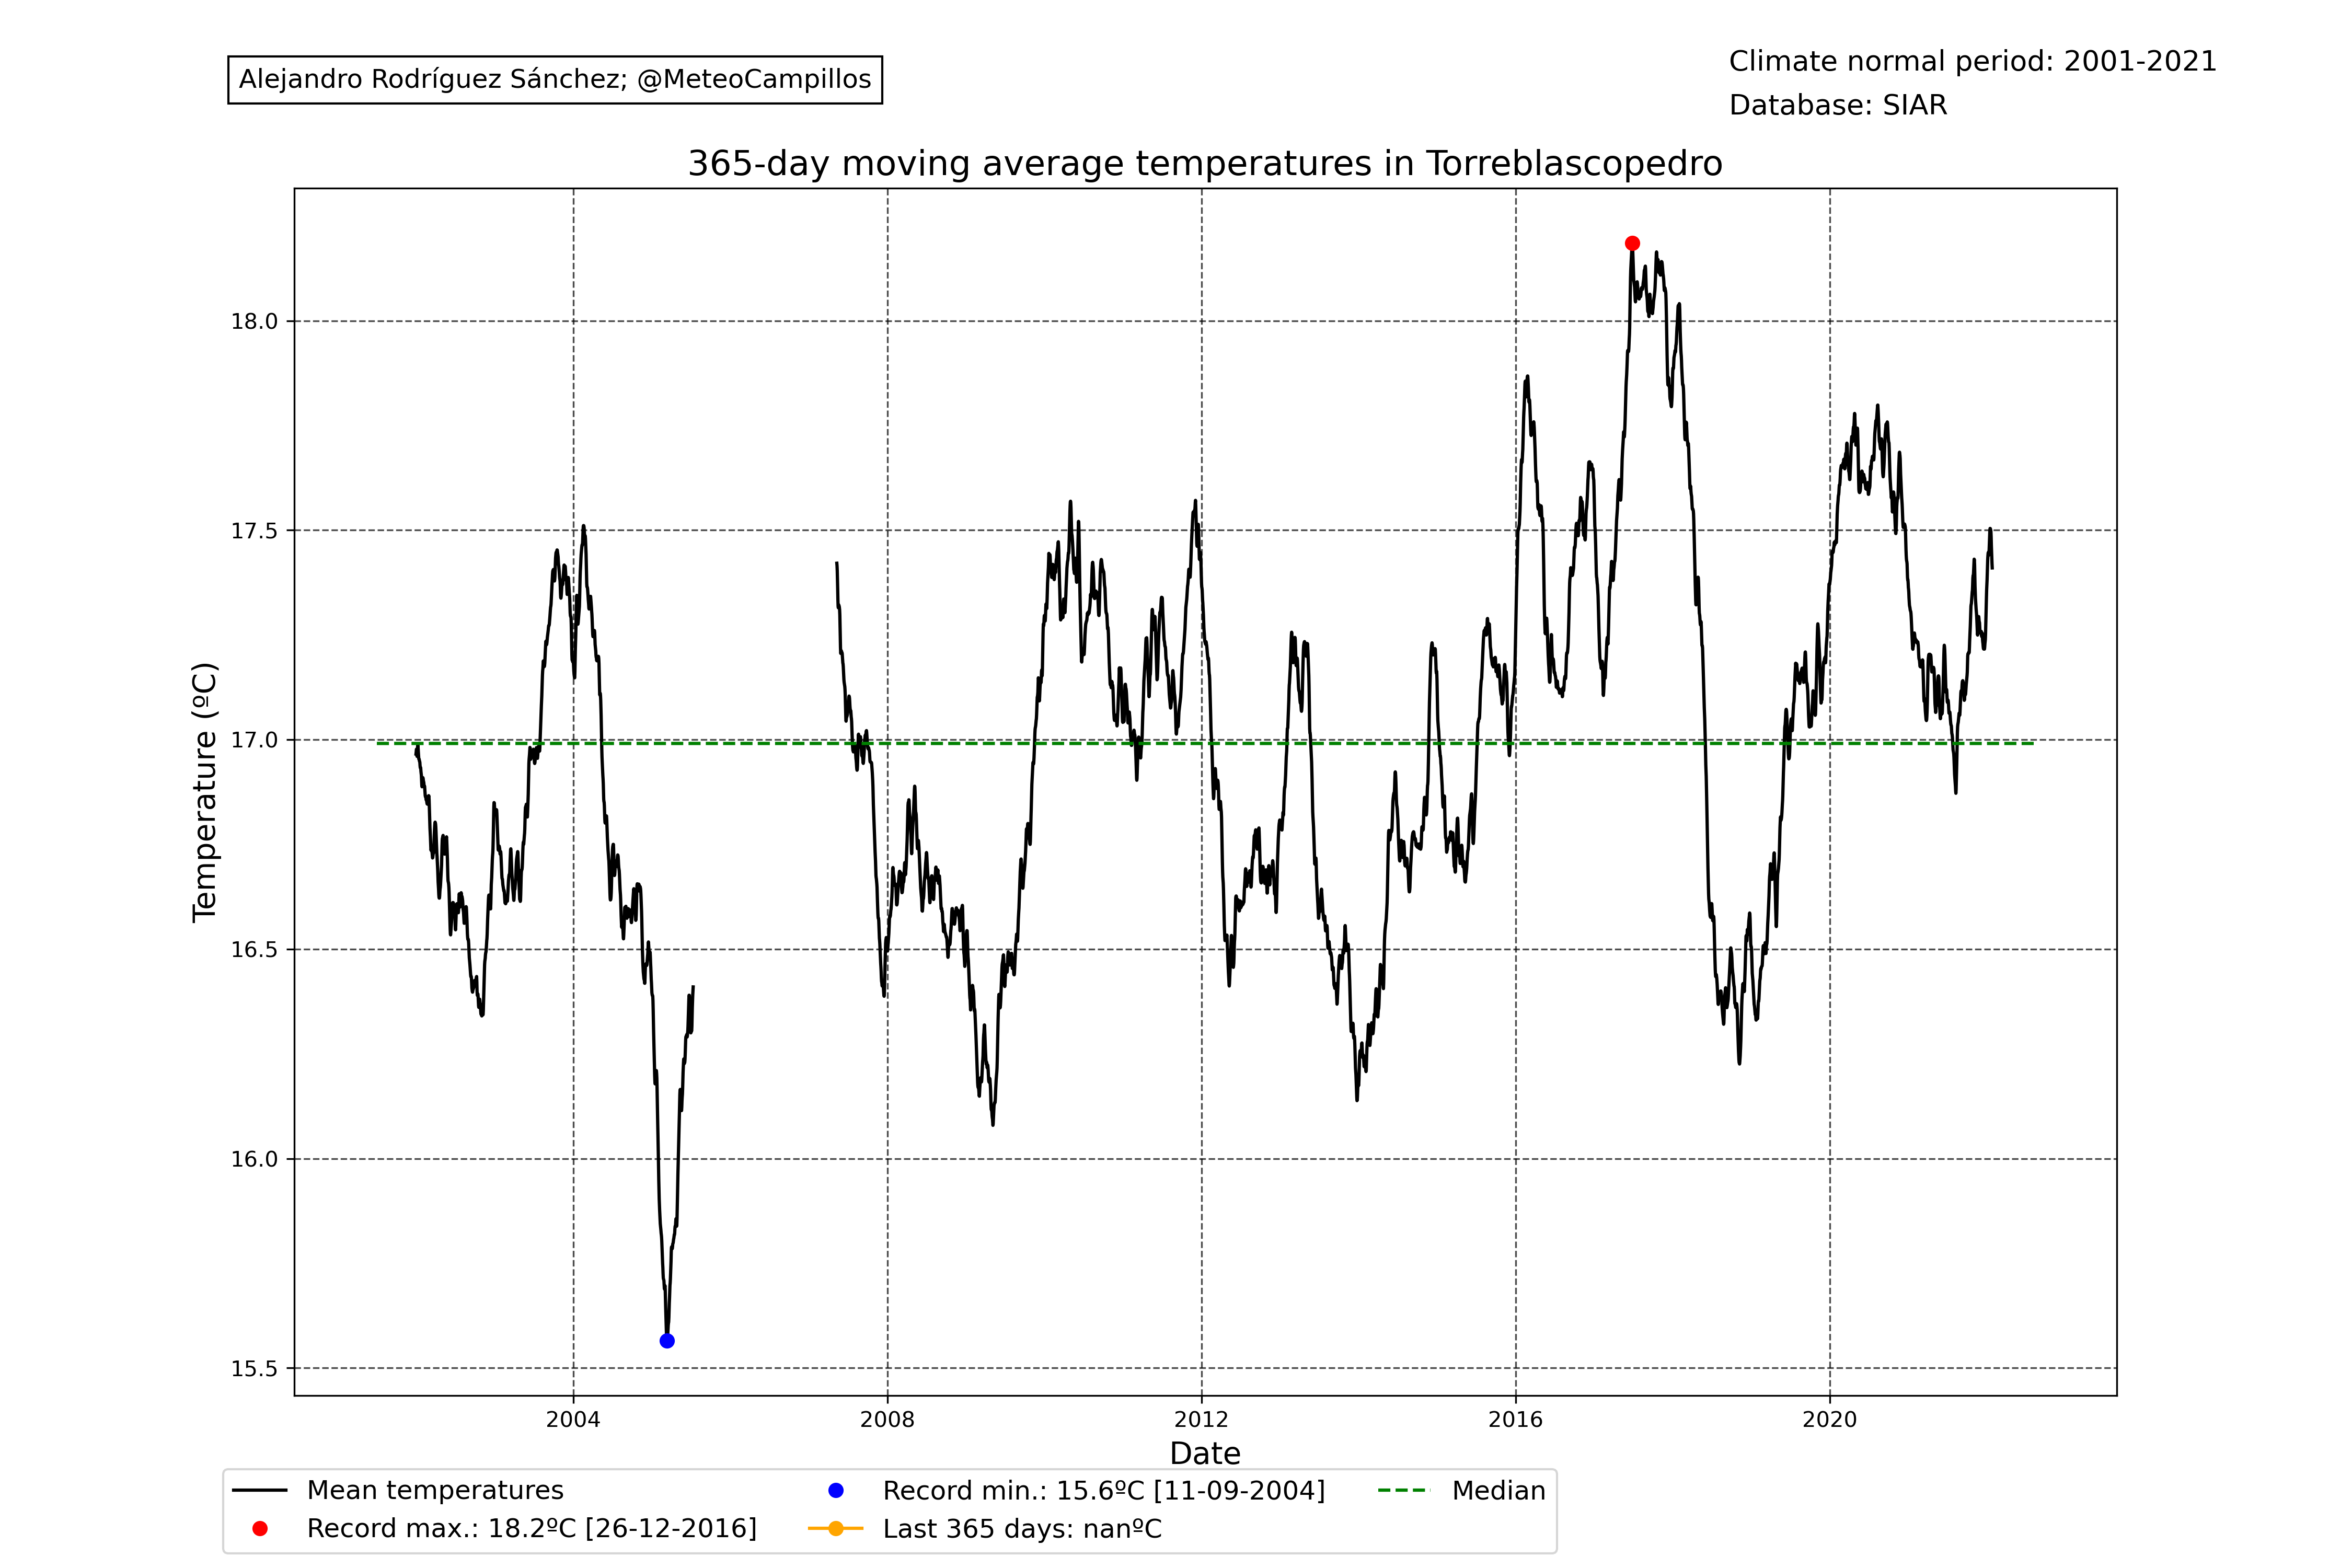 Alejandro Rodríguez Sánchez; @MeteoCampillos
Climate normal period: 2001-2021
Database: SIAR
365-day moving average temperatures in Torreblascopedro
Temperature (ºC)
18.0
17.5
17.0
16.5
16.0
15.5
2004
2008
2012
2016
2020
Date
Mean temperatures
Record max.: 18.2ºC [26-12-2016]
Record min.: 15.6ºC [11-09-2004]
Last 365 days: nanºC
Median